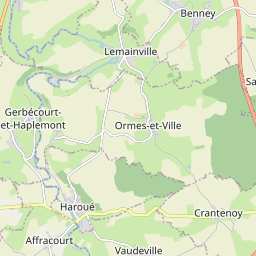 Benney
Lemainville
Gerbécourt-
et-Haplemont
Ormes-et-Ville
Haroué
Crantenoy
Affracourt
Vaudeville